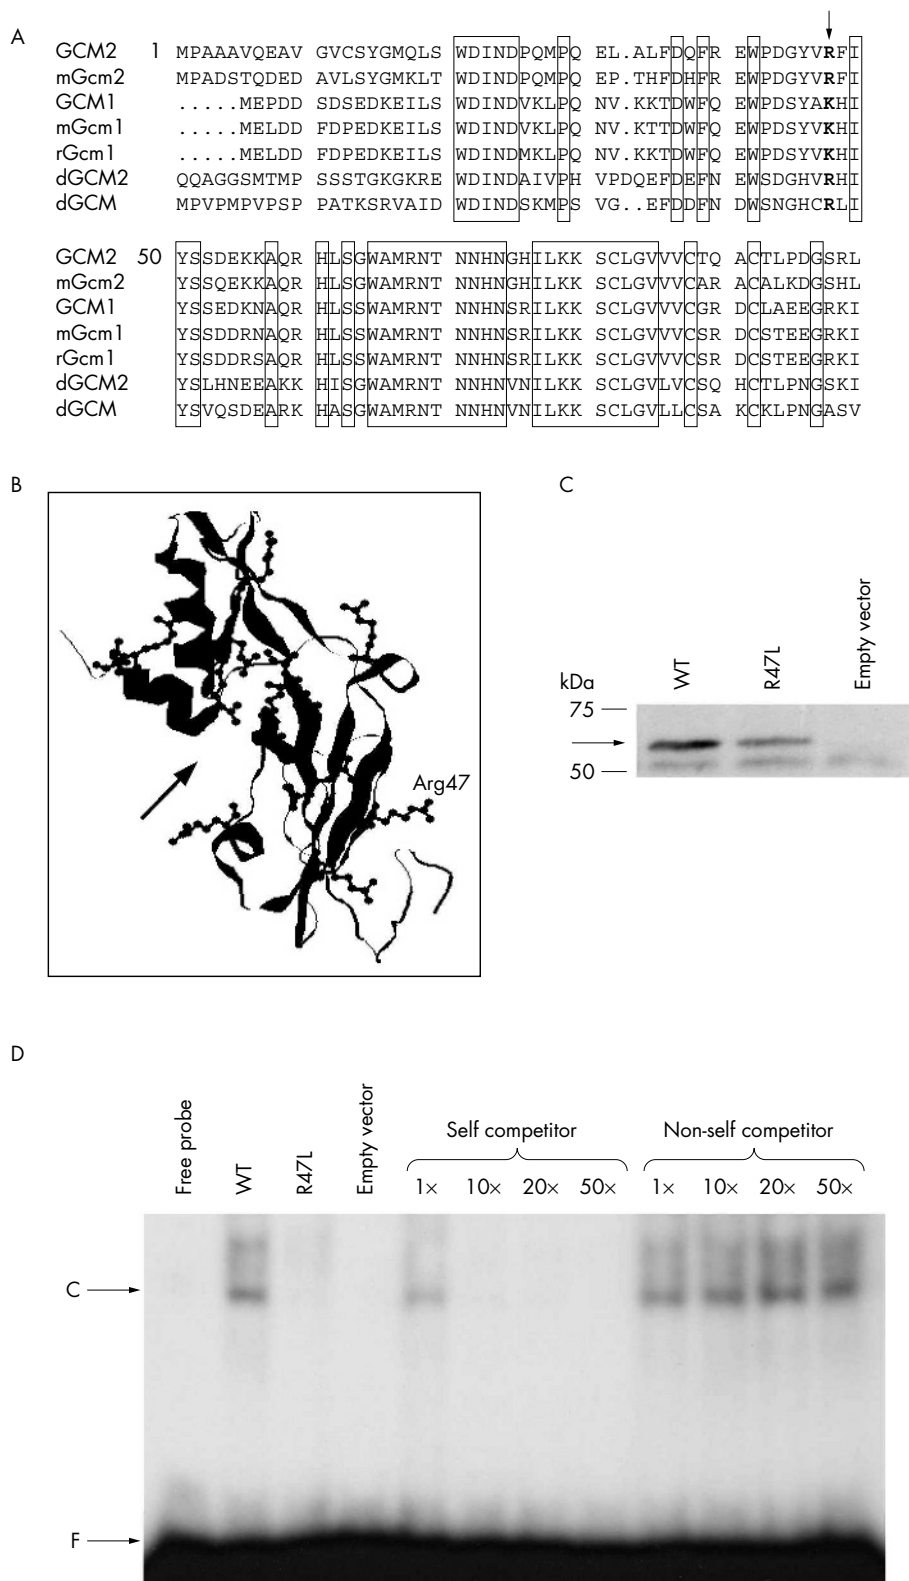 A
GCM2 1 MPAAAVQEAV GVCSYGMQLS WDINDPQMPQ EL.ALFDQFR EWPDGYVRFI
mGcm2 MPADSTQDED AVLSYGMKLT WDINDPQMPQ EP.THFDHFR EWPDGYVRFI
GCM1 .....MEPDD SDSEDKEILS WDINDVKLPQ NV.KKTDWFQ EWPDSYAKHI
mGcm1 .....MELDD FDPEDKEILS WDINDVKLPQ NV.KTTDWFQ EWPDSYVKHI
rGcm1 .....MELDD FDPEDKEILS WDINDMKLPQ NV.KKTDWFQ EWPDSYVKHI
dGCM2 QQAGGSMTMP SSSTGKGKRE WDINDAIVPH VPDQEFDEFN EWSDGHVRHI
dGCM MPVPMPVPSP PATKSRVAID WDINDSKMPS VG..EFDDFN DWSNGHCRLI
GCM2 50 YSSDEKKAQR HLSGWAMRNT NNHNGHILKK SCLGVVVCTQ ACTLPDGSRL
mGcm2 YSSQEKKAQR HLSGWAMRNT NNHNGHILKK SCLGVVVCAR ACALKDGSHL
GCM1 YSSEDKNAQR HLSSWAMRNT NNHNSRILKK SCLGVVVCGR DCLAEEGRKI
mGcm1 YSSDDRNAQR HLSSWAMRNT NNHNSRILKK SCLGVVVCSR DCSTEEGRKI
rGcm1 YSSDDRSAQR HLSSWAMRNT NNHNSRILKK SCLGVVVCSR DCSTEEGRKI
dGCM2 YSLHNEEAKK HISGWAMRNT NNHNVNILKK SCLGVLVCSQ HCTLPNGSKI
dGCM YSVQSDEARK HASGWAMRNT NNHNVNILKK SCLGVLLCSA KCKLPNGASV
B
Arg47
C
WT R47L Empty vector
kDa
75
50
D
Free probe WT R47L Empty vector
Self competitor Non-self competitor
1× 10× 20× 50× 1× 10× 20× 50×
C
F